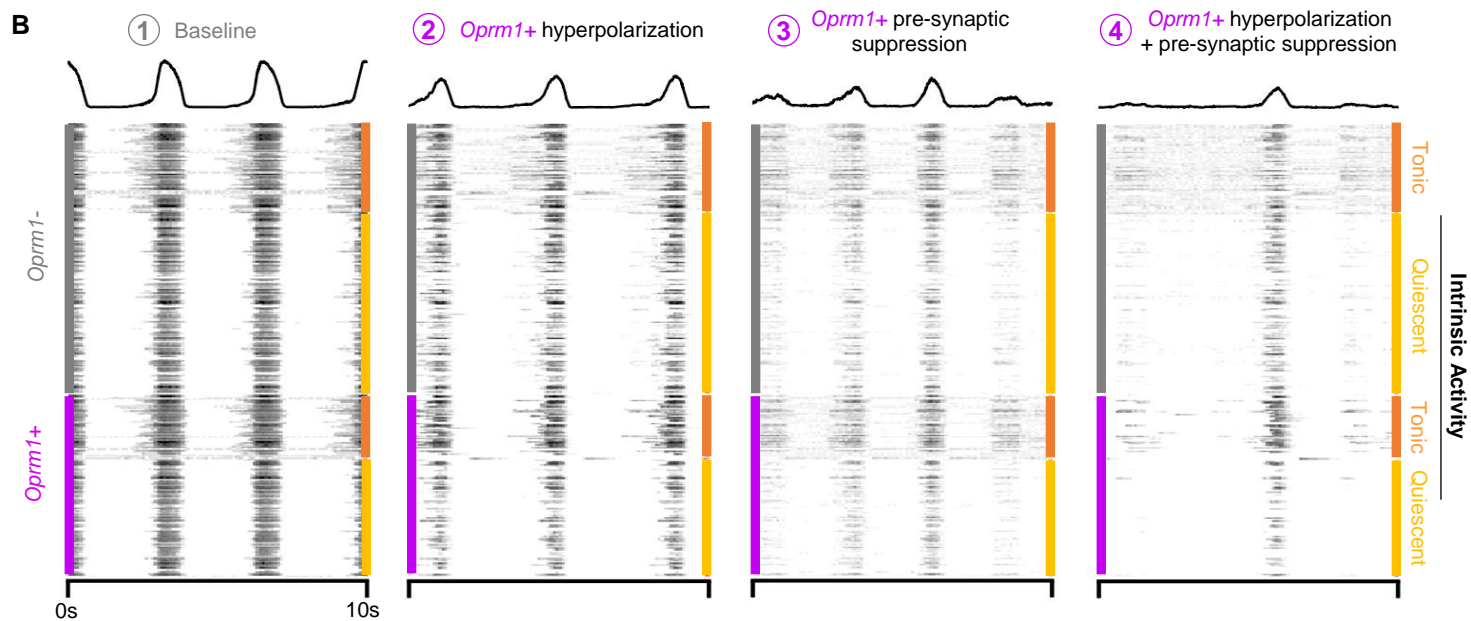 B
1 Baseline
2 Oprm1+ hyperpolarization
3 Oprm1+ pre-synaptic
suppression
4 Oprm1+ hyperpolarization
+ pre-synaptic suppression
Oprm1-
Oprm1+
Tonic
Quiescent
Tonic
Quiescent
Intrinsic Activity
0s
10s